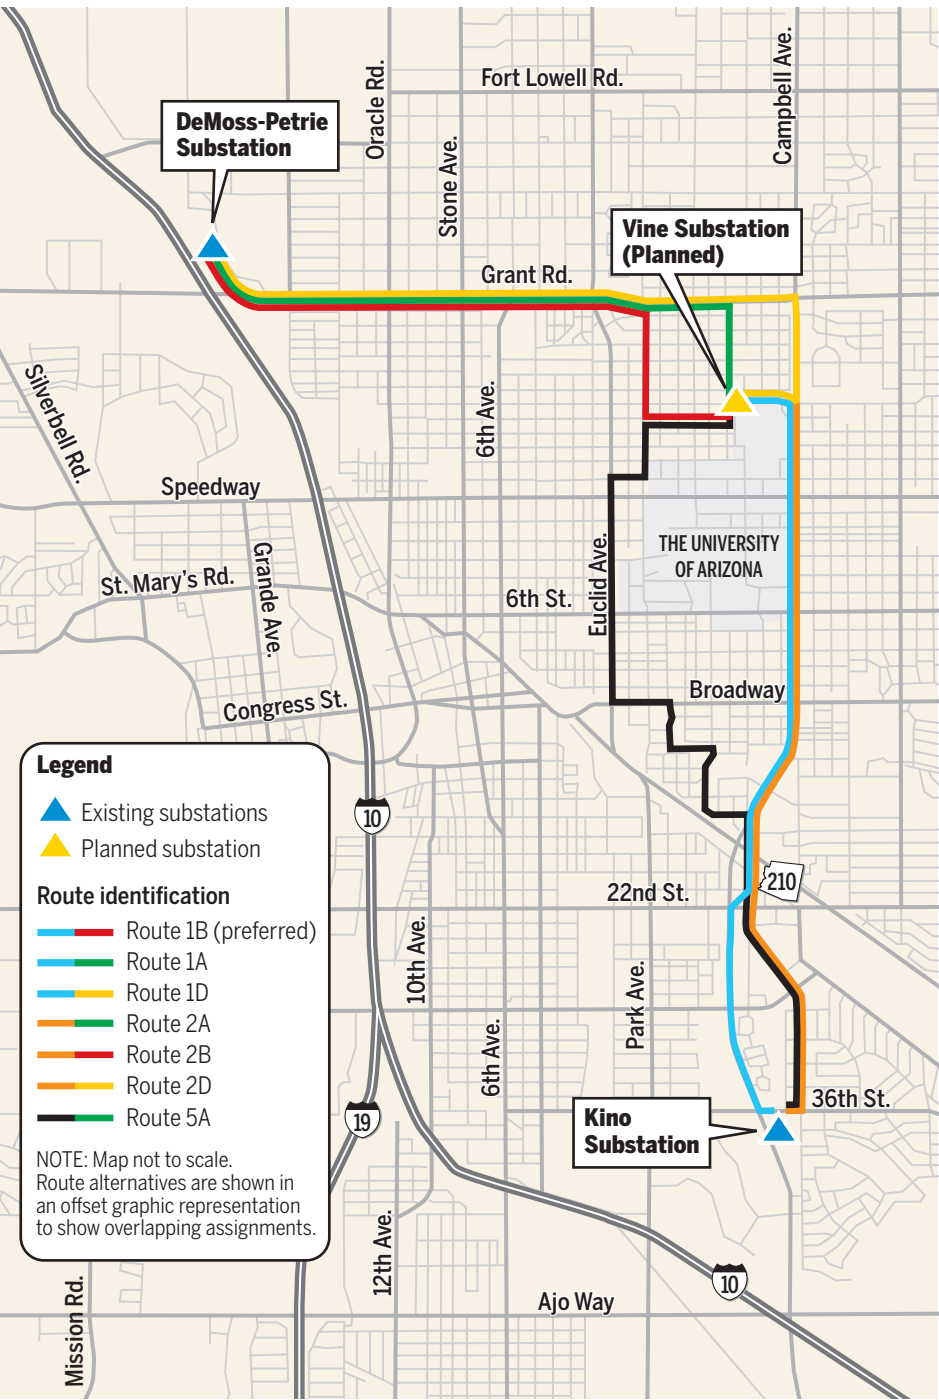 Fort Lowell Rd.
Campbell Ave.
Oracle Rd.
DeMoss-Petrie
Substation
Stone Ave.
Vine Substation
(Planned)
Grant Rd.
Silverbell Rd.
6th Ave.
Speedway
THE UNIVERSITY
OF ARIZONA
Euclid Ave.
Grande Ave.
St. Mary's Rd.
6th St.
Broadway
Congress St.
Legend
Existing substations
Planned substation
Route identification
Route 1B (preferred)
Route 1A
Route 1D
Route 2A
Route 2B
Route 2D
Route 5A
NOTE: Map not to scale.
Route alternatives are shown in
an offset graphic representation
to show overlapping assignments.
10
210
22nd St.
10th Ave.
Park Ave.
6th Ave.
36th St.
19
Kino
Substation
12th Ave.
10
Ajo Way
Mission Rd.